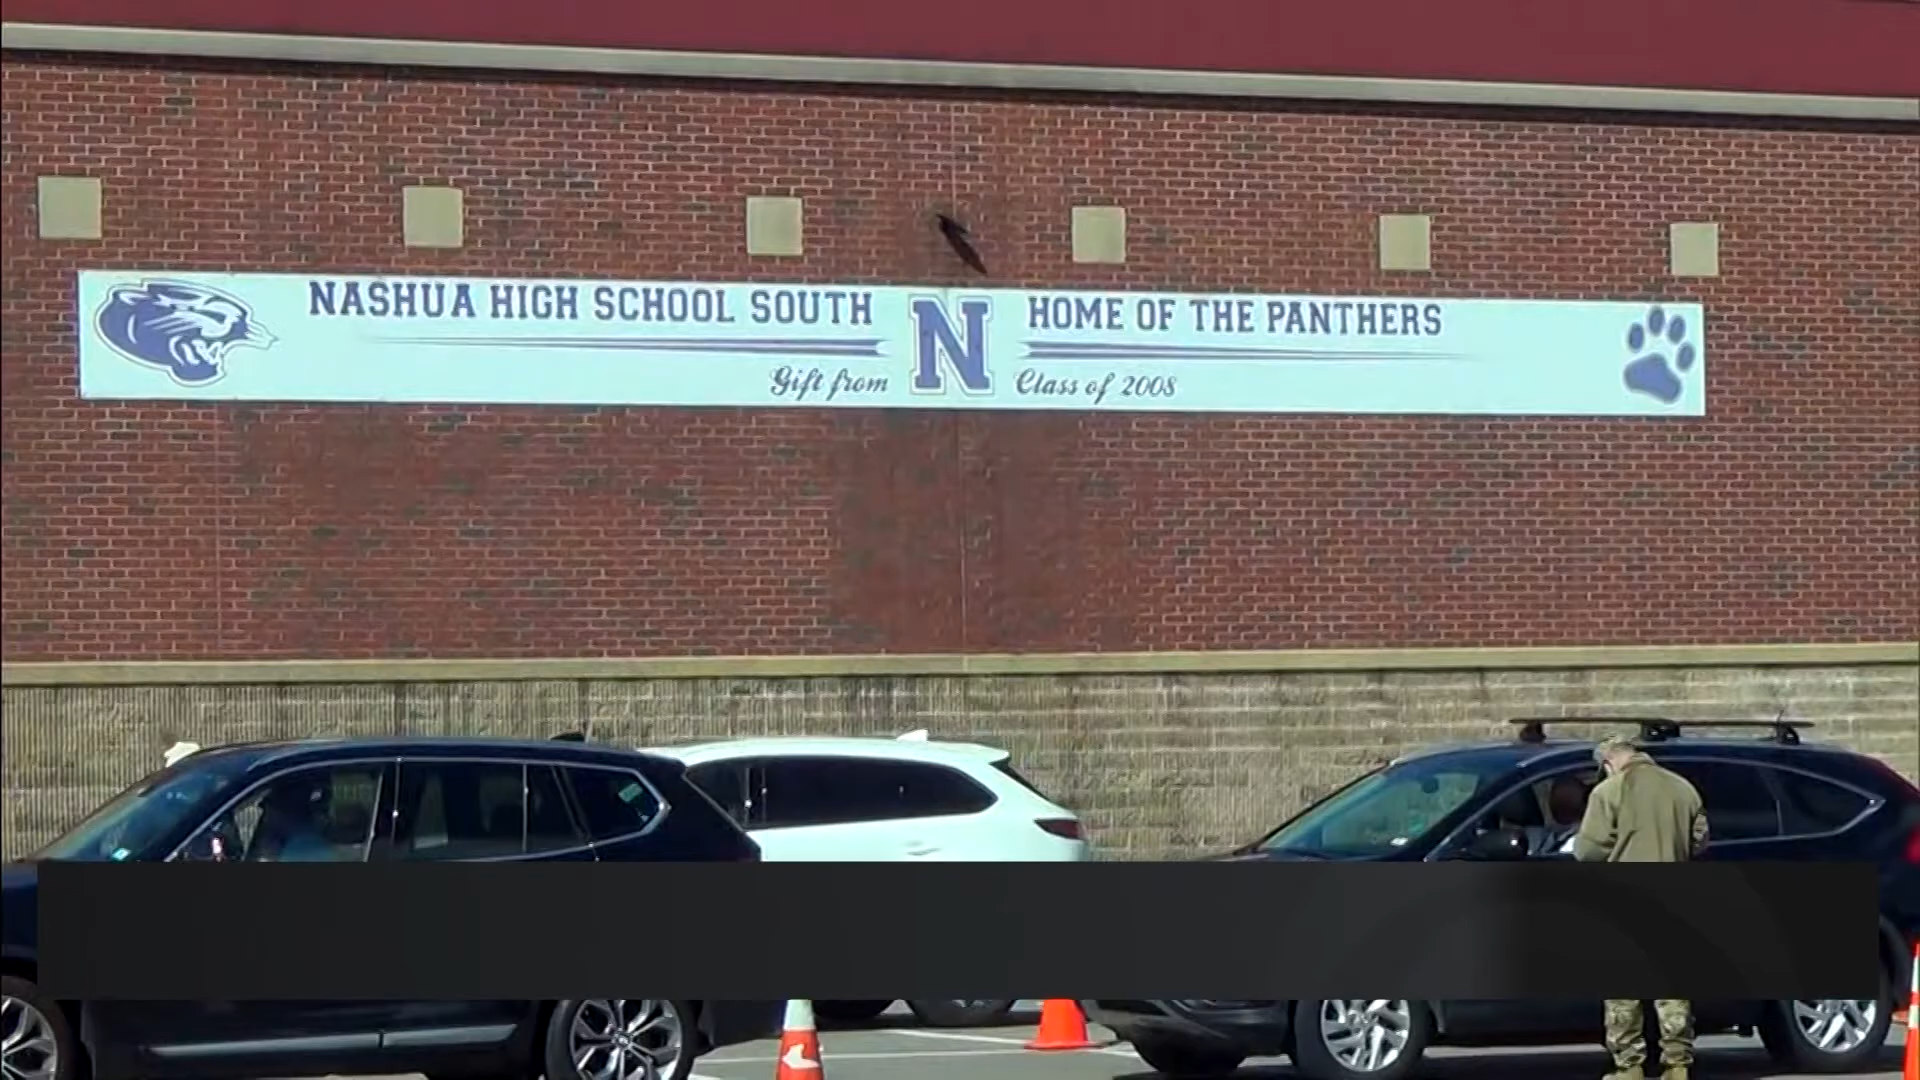 NASHUA HIGH SCHOOL SOUTH N HOME OF THE PANTHERS
Gift from Class of 2008